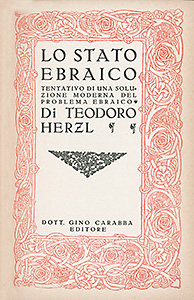 LO STATO
EBRAICO
TENTATIVO DI UNA SOLU-
ZIONE MODERNA DEL
PROBLEMA EBRAICO
Di TEODORO
HERZL
DOTT. GINO CARABBA
EDITORE